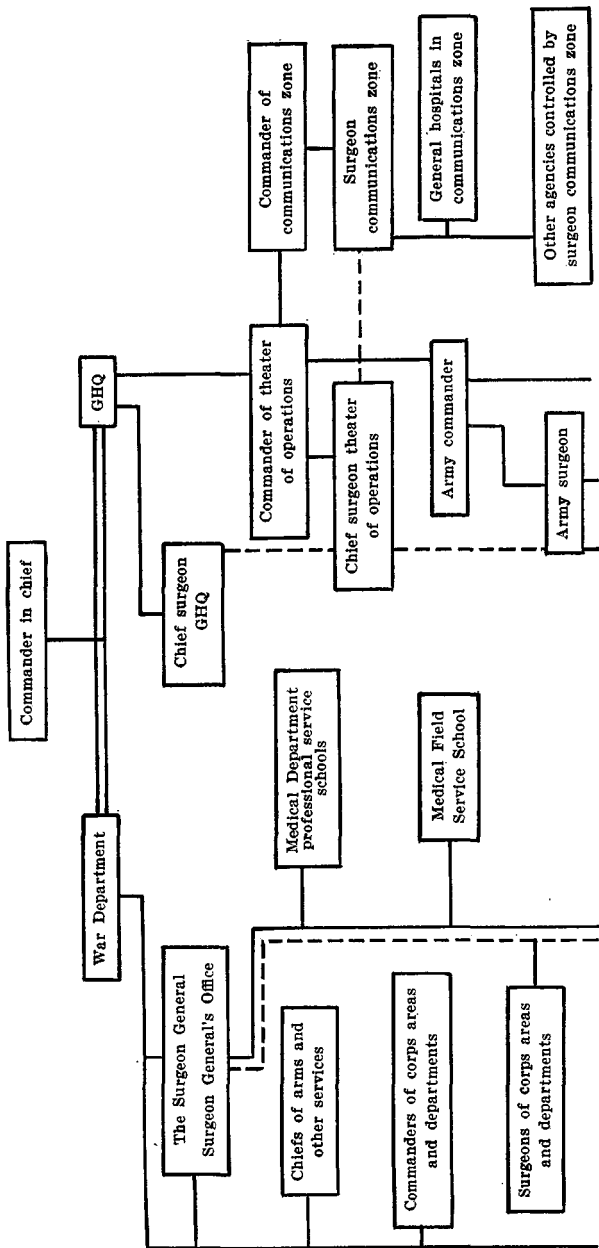 Commander in chief
War Department
GHQ
The Surgeon General
Surgeon General's Office
Chief surgeon
GHQ
Commander of theater
of operations
Commander of
communications zone
Chiefs of arms and
other services
Medical Department
professional service
schools
Chief surgeon theater
of operations
Surgeon
communications zone
Commanders of corps areas
and departments
Medical Field
Service School
Army commander
General hospitals in
communications zone
Surgeons of corps areas
and departments
Army surgeon
Other agencies controlled by
surgeon communications zone